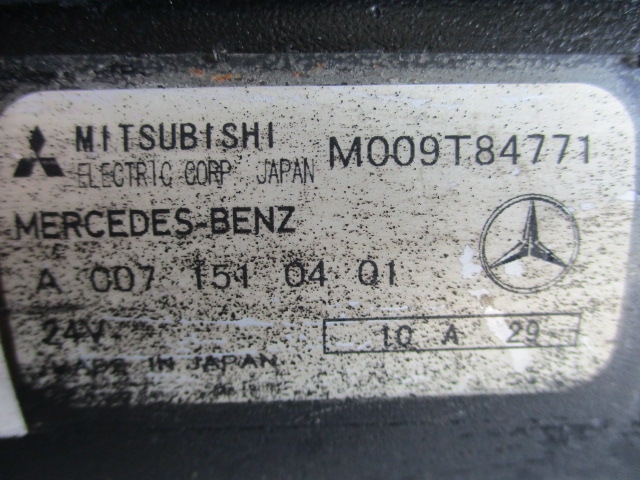 MITSUBISHI
ELECTRIC CORP JAPAN
M009T84771
MERCEDES-BENZ
A 007 151 04 01
24V
10 A 29
MADE IN JAPAN